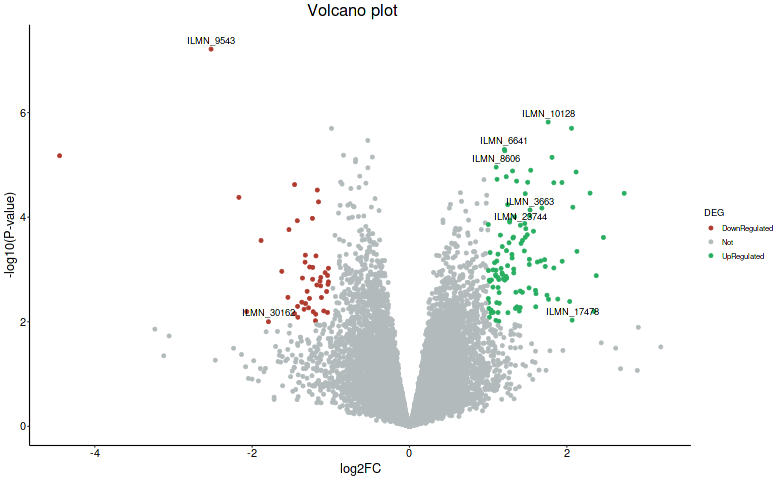 Volcano plot
ILMN_9543
ILMN_10128
ILMN_6641
ILMN_8606
ILMN_3663
ILMN_30162
ILMN_17478
-log10(P-value)
6
4
2
0
-4
-2
0
2
log2FC
DEG
DownRegulated
Not
UpRegulated